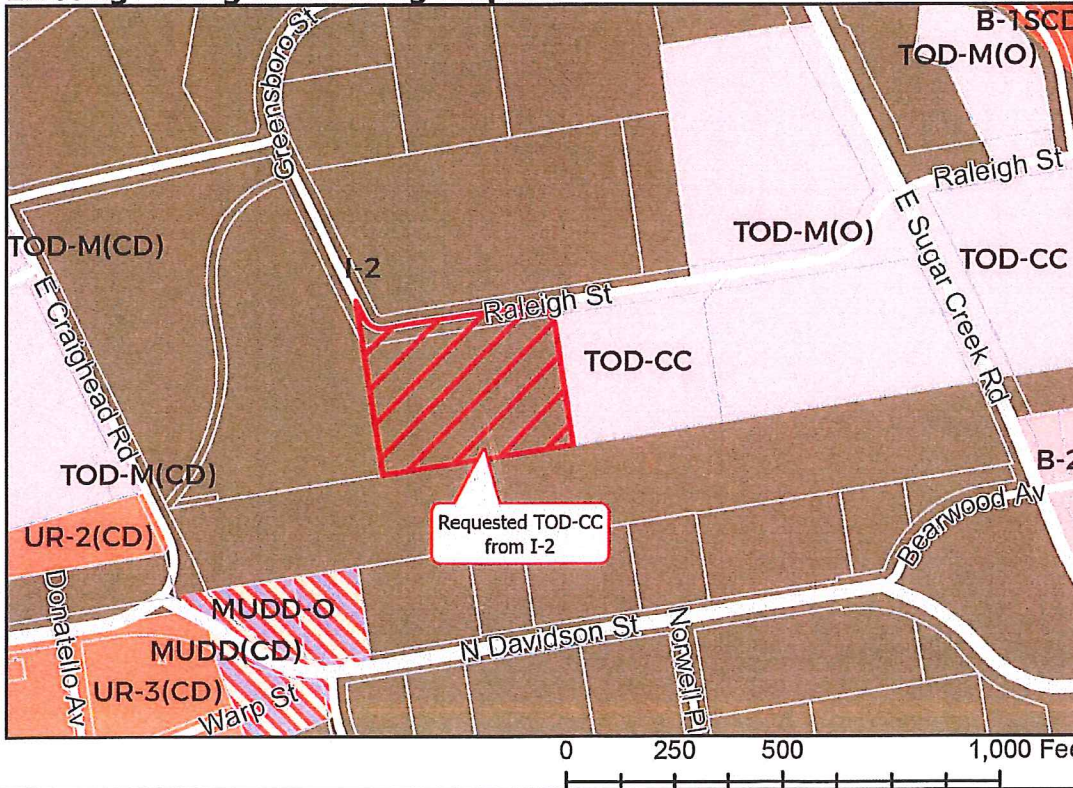 B-1SCD
TOD-M(O)
Greensboro St
Raleigh St
TOD-M(CD)
TOD-M(O)
E Sugar Creek Rd
TOD-CC
I-2
Raleigh St
E Craighead Rd
TOD-CC
TOD-M(CD)
B-2
Requested TOD-CC
from I-2
UR-2(CD)
Bearwood Av
Donatello Av
MUDD-O
N Davidson St
Norwell Pl
MUDD(CD)
UR-3(CD)
Warp St
0 250 500 1,000 Fee